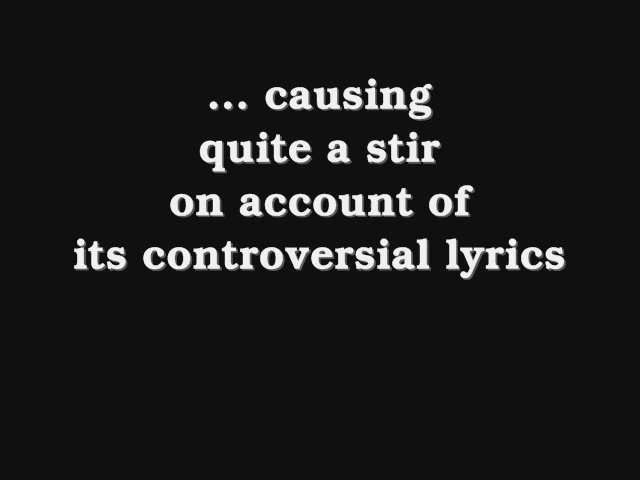 ... causing
quite a stir
on account of
its controversial lyrics